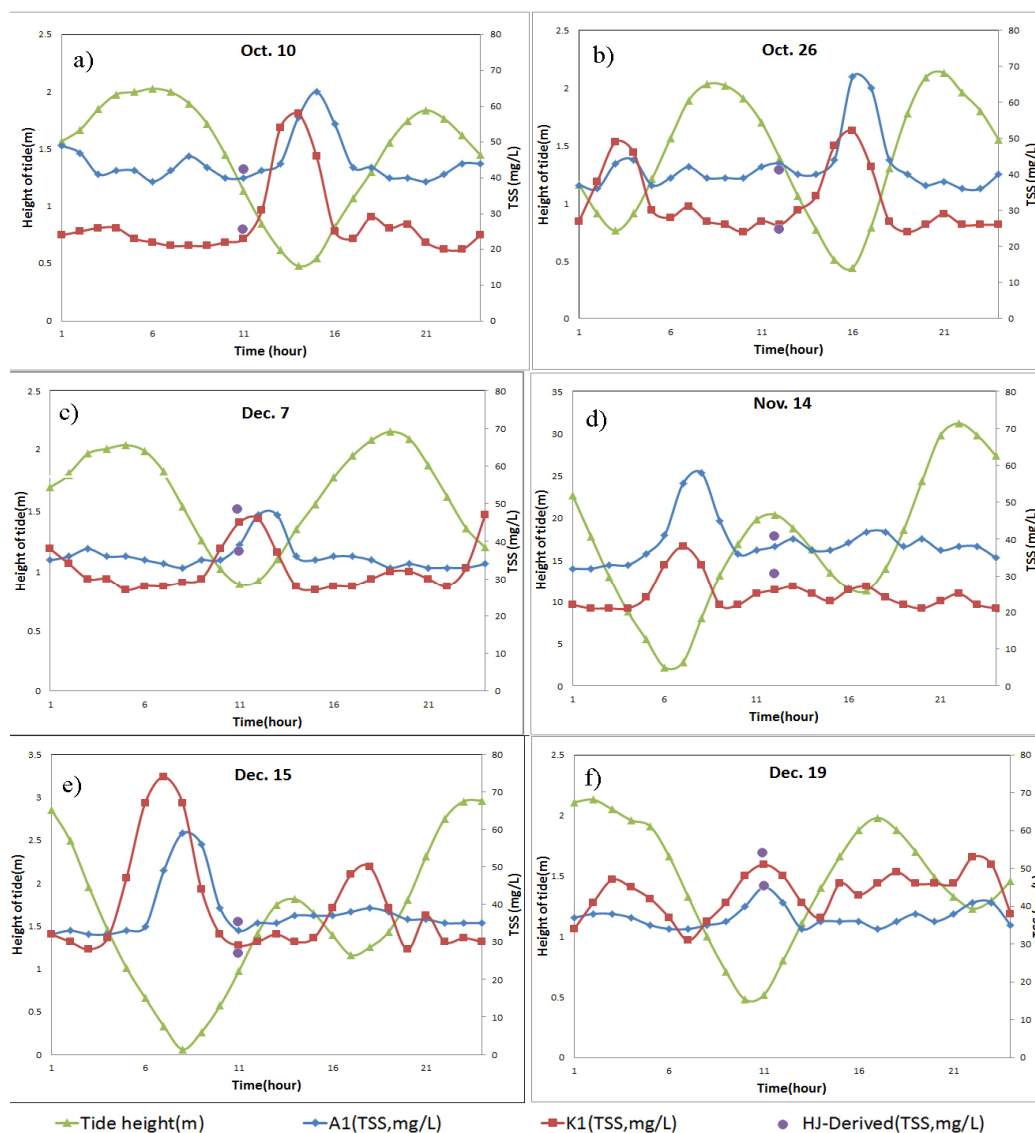 a)
Oct. 10
Height of tide(m)
2.5
2
1.5
1
0.5
0
80
70
60
50
40
30
20
10
0
TSS (mg/L)
1 6 11 16 21
Time (hour)
b)
Oct. 26
Height of tide(m)
2.5
2
1.5
1
0.5
0
80
70
60
50
40
30
20
10
0
TSS (mg/L)
1 6 11 16 21
Time(hour)
c)
Dec. 7
Height of tide(m)
2.5
2
1.5
1
0.5
0
80
70
60
50
40
30
20
10
0
TSS (mg/L)
1 6 11 16 21
Time(hour)
d)
Nov. 14
Height of tide(m)
35
30
25
20
15
10
5
0
80
70
60
50
40
30
20
10
0
TSS (mg/L)
1 6 11 16 21
Time(hour)
e)
Dec. 15
Height of tide(m)
3.5
3
2.5
2
1.5
1
0.5
0
80
70
60
50
40
30
20
10
0
TSS (mg/L)
1 6 11 16 21
Time(hour)
f)
Dec. 19
Height of tide(m)
2.5
2
1.5
1
0.5
0
80
70
60
50
40
30
20
10
0
TSS (mg/L)
1 6 11 16 21
Time(hour)
Tide height(m) A1(TSS,mg/L) K1(TSS,mg/L) HJ-Derived(TSS,mg/L)